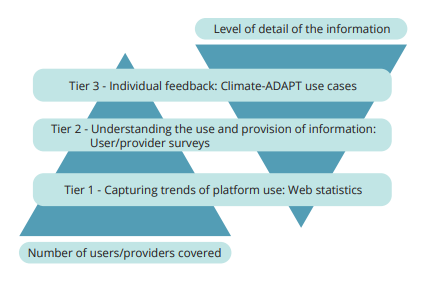 Level of detail of the information
Tier 3 - Individual feedback: Climate-ADAPT use cases
Tier 2 - Understanding the use and provision of information:
User/provider surveys
Tier 1 - Capturing trends of platform use: Web statistics
Number of users/providers covered